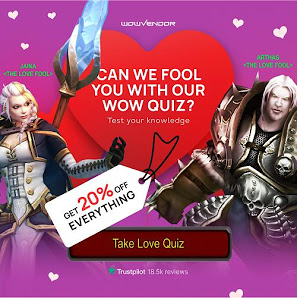 WOWVENDOR
JAINA
<THE LOVE FOOL>
ARTHAS
<THE LOVE FOOL>
CAN WE FOOL
YOU WITH OUR
WOW QUIZ?
Test your knowledge
GET 20% OFF
EVERYTHING
Take Love Quiz
Trustpilot 18.5k reviews